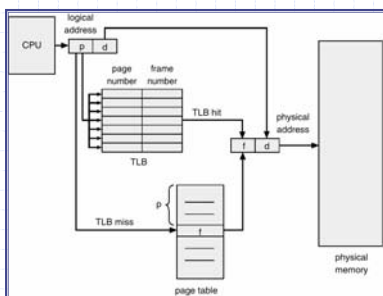 logical
address
CPU
p d
page
number
frame
number
TLB hit
physical
address
f d
TLB
p
TLB miss
f
page table
physical
memory